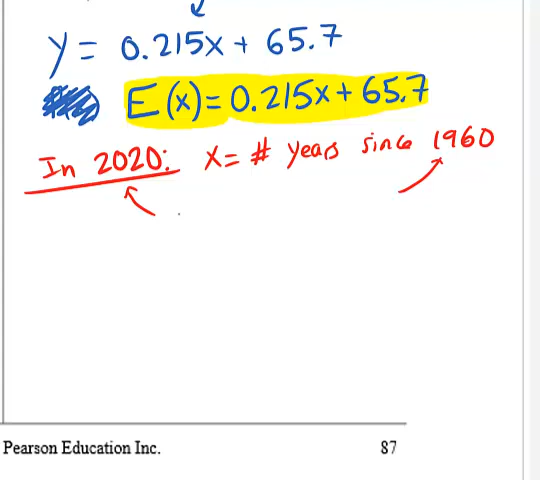 y = 0.215x + 65.7
E(x) = 0.215x + 65.7
In 2020: x = # years since 1960
Pearson Education Inc. 87